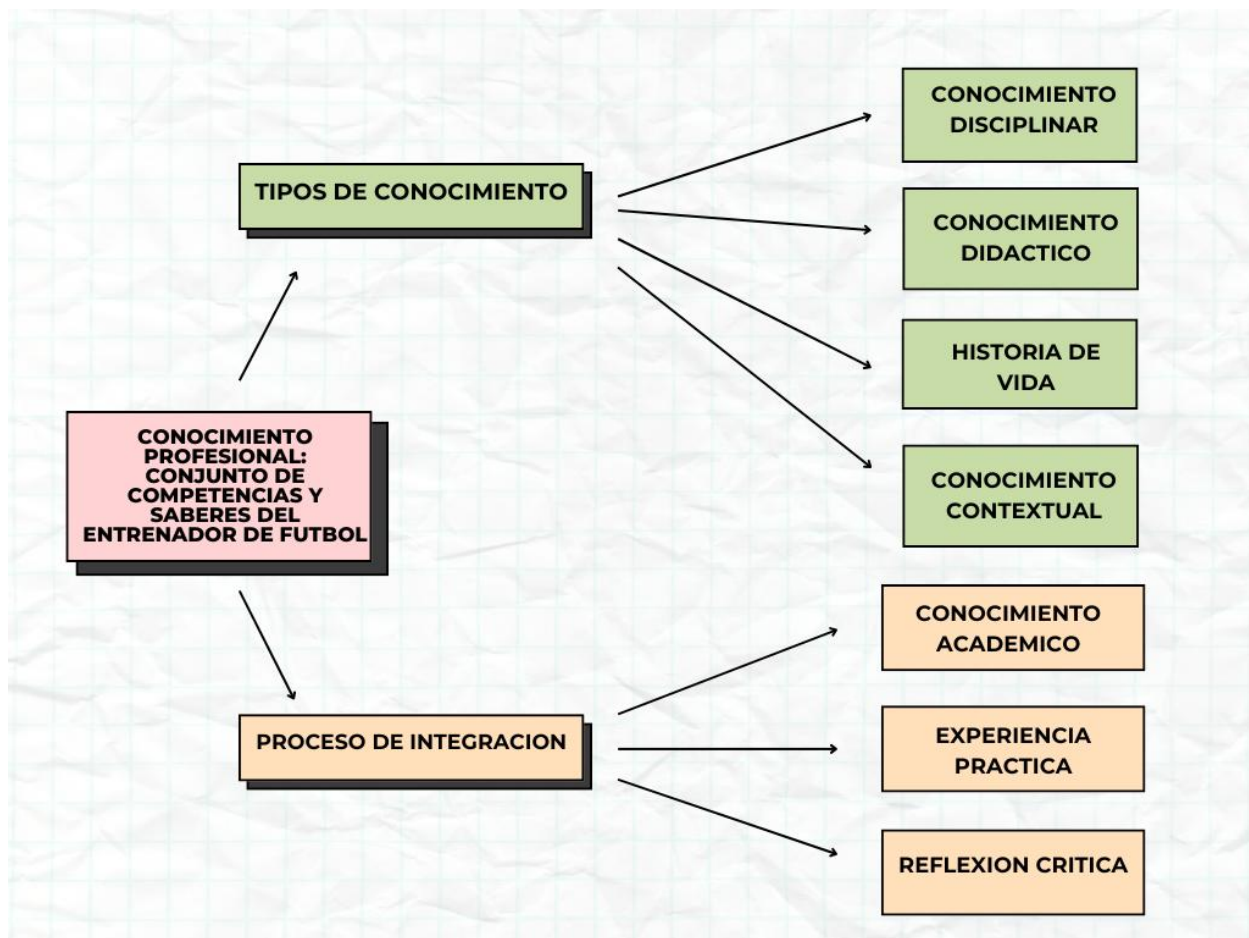 CONOCIMIENTO
PROFESIONAL:
CONJUNTO DE
COMPETENCIAS Y
SABERES DEL
ENTRENADOR DE FUTBOL
TIPOS DE CONOCIMIENTO
CONOCIMIENTO
DISCIPLINAR
CONOCIMIENTO
DIDACTICO
HISTORIA DE
VIDA
CONOCIMIENTO
CONTEXTUAL
PROCESO DE INTEGRACION
CONOCIMIENTO
ACADEMICO
EXPERIENCIA
PRACTICA
REFLEXION CRITICA